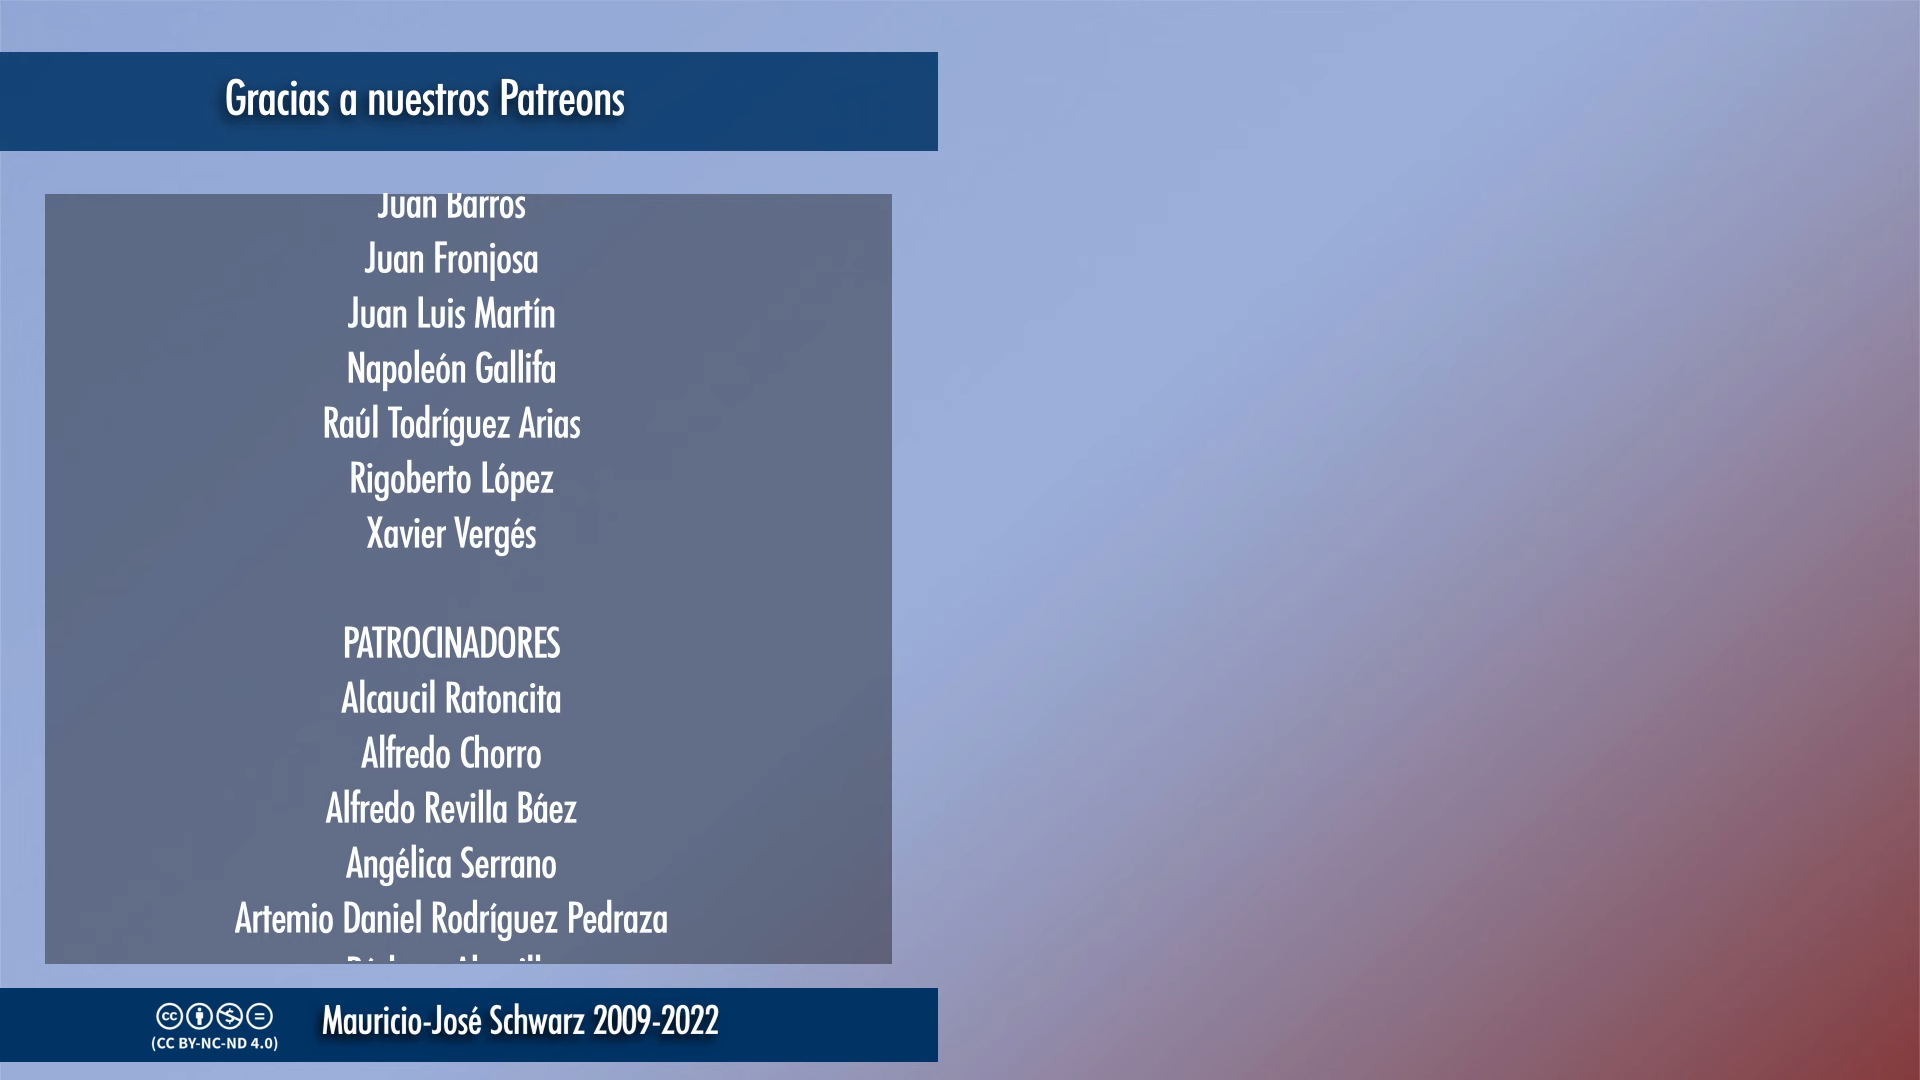 Gracias a nuestros Patreons
Juan Barros
Juan Fronjosa
Juan Luis Martín
Napoleón Gallifa
Raúl Todríguez Arias
Rigoberto López
Xavier Vergés
PATROCINADORES
Alcaucil Ratoncita
Alfredo Chorro
Alfredo Revilla Báez
Angélica Serrano
Artemio Daniel Rodríguez Pedraza
(CC BY-NC-ND 4.0)
Mauricio-José Schwarz 2009-2022